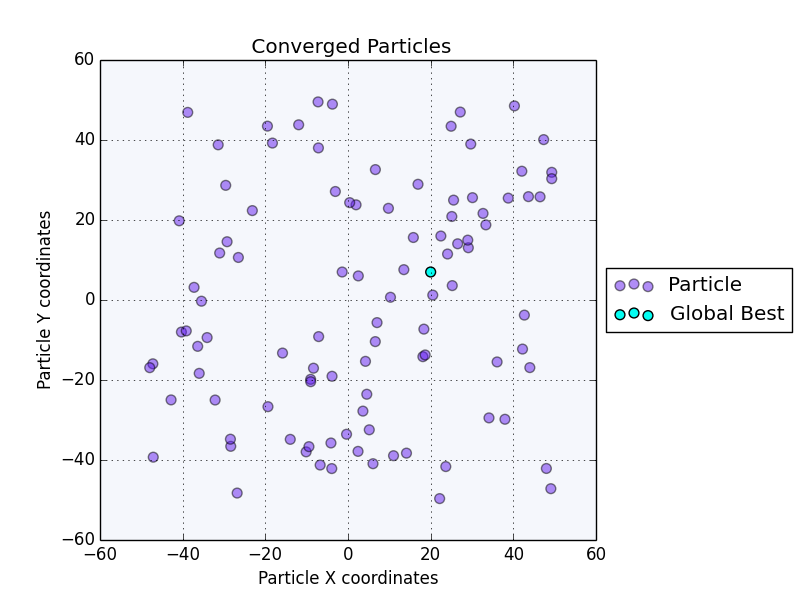 Converged Particles
60
40
20
0
−20
−40
−60
−60 −40 −20 0 20 40 60
Particle Y coordinates
Particle X coordinates
Particle
Global Best